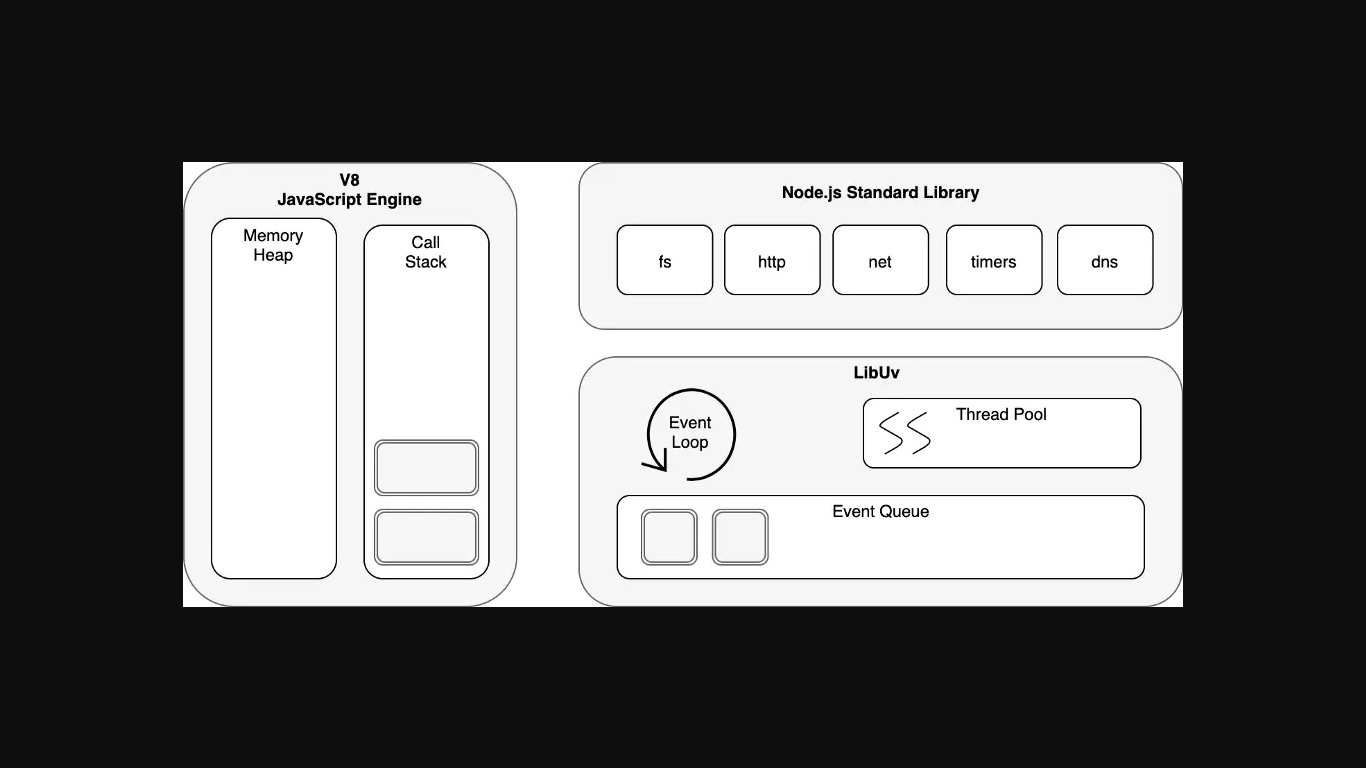 V8
JavaScript Engine
Memory
Heap
Call
Stack
Node.js Standard Library
fs
http
net
timers
dns
LibUv
Event
Loop
Thread Pool
Event Queue